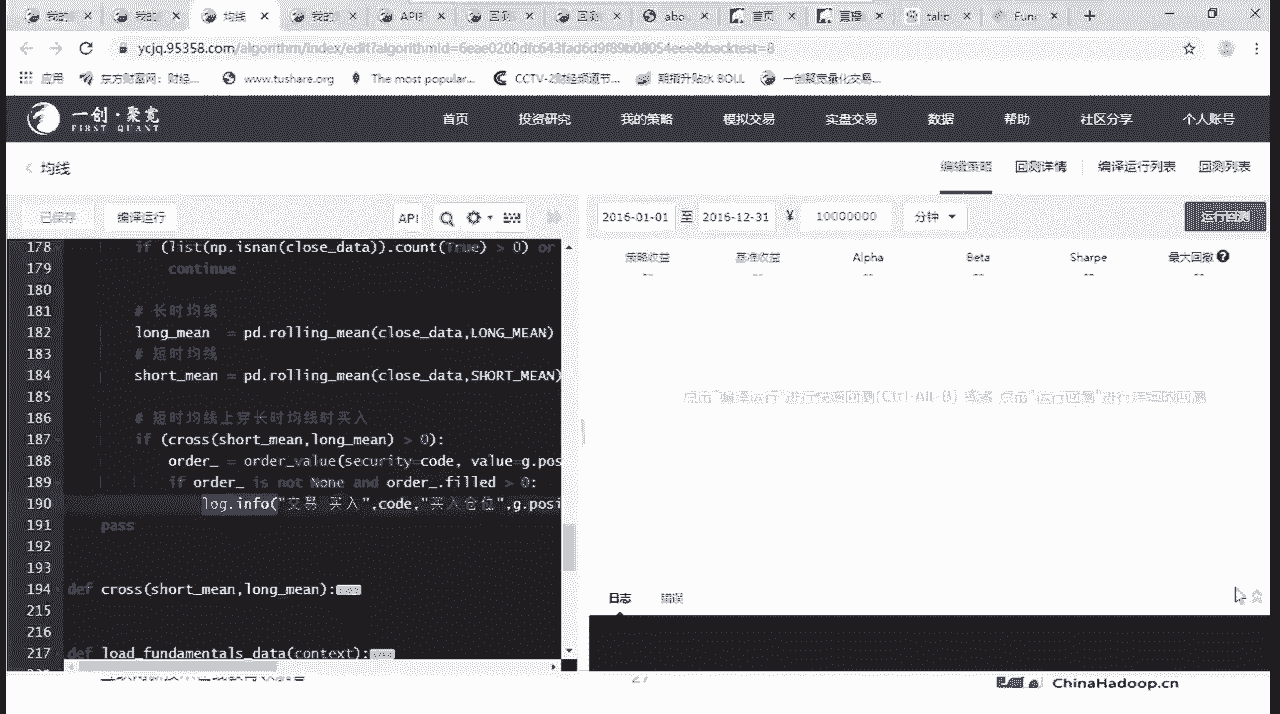 我的 我的 均线 我的 API 回测 回测 abo 首页 talib Fun
ycjq.95358.com/algorithm/index/edit?algorithmId=6eae0200dfc643fad6d9f89b08054eee&backtest=8
应用 东方财富网：财经... www.tushare.org The most popular... CCTV-2财经频道节... 期指升贴水 BOLL 一创聚宽量化交易...
一创·聚宽
FIRST QUANT
首页 投资研究 我的策略 模拟交易 实盘交易 数据 帮助 社区分享 个人账号
均线
编辑策略 回测详情 编译运行列表 回测列表
已保存 编译运行 API
2016-01-01 至 2016-12-31 ¥ 10000000 分钟 运行回测
策略收益 基准收益 Alpha Beta Sharpe 最大回撤
-- -- -- -- -- --
178 if (list(np.isnan(close_data)).count(True) > 0) or
179 continue
180
181 # 长时均线
182 long_mean = pd.rolling_mean(close_data,LONG_MEAN)
183 # 短时均线
184 short_mean = pd.rolling_mean(close_data,SHORT_MEAN)
185
186 # 短时均线上穿长时均线时买入
187 if (cross(short_mean,long_mean) > 0):
188 order_ = order_value(security=code, value=g.pos
189 if order_ is not None and order_.filled > 0:
190 log.info("交易 买入",code,"买入仓位",g.posi
191 pass
192
193
194 def cross(short_mean,long_mean):
215
216
217 def load_fundamentals_data(context):
点击"编译运行"进行快速回测(Ctrl-Alt-B) 或者 点击"运行回测"进行详细的回测
日志 错误
27
ChinaHadoop.cn